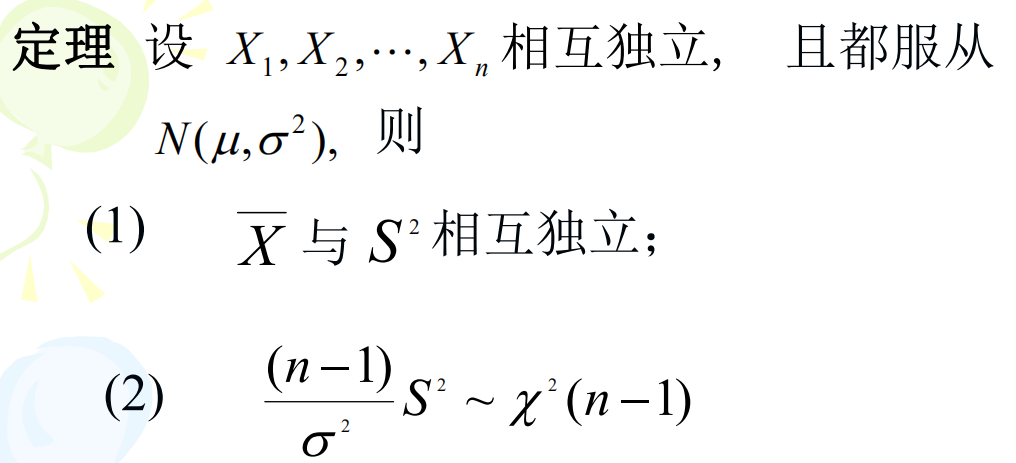 定理 设 X₁, X₂, ⋯, Xₙ 相互独立, 且都服从
N(μ,σ²), 则
(1) X̅ 与 S² 相互独立;
(2) (n−1)/σ² S² ~ χ²(n−1)